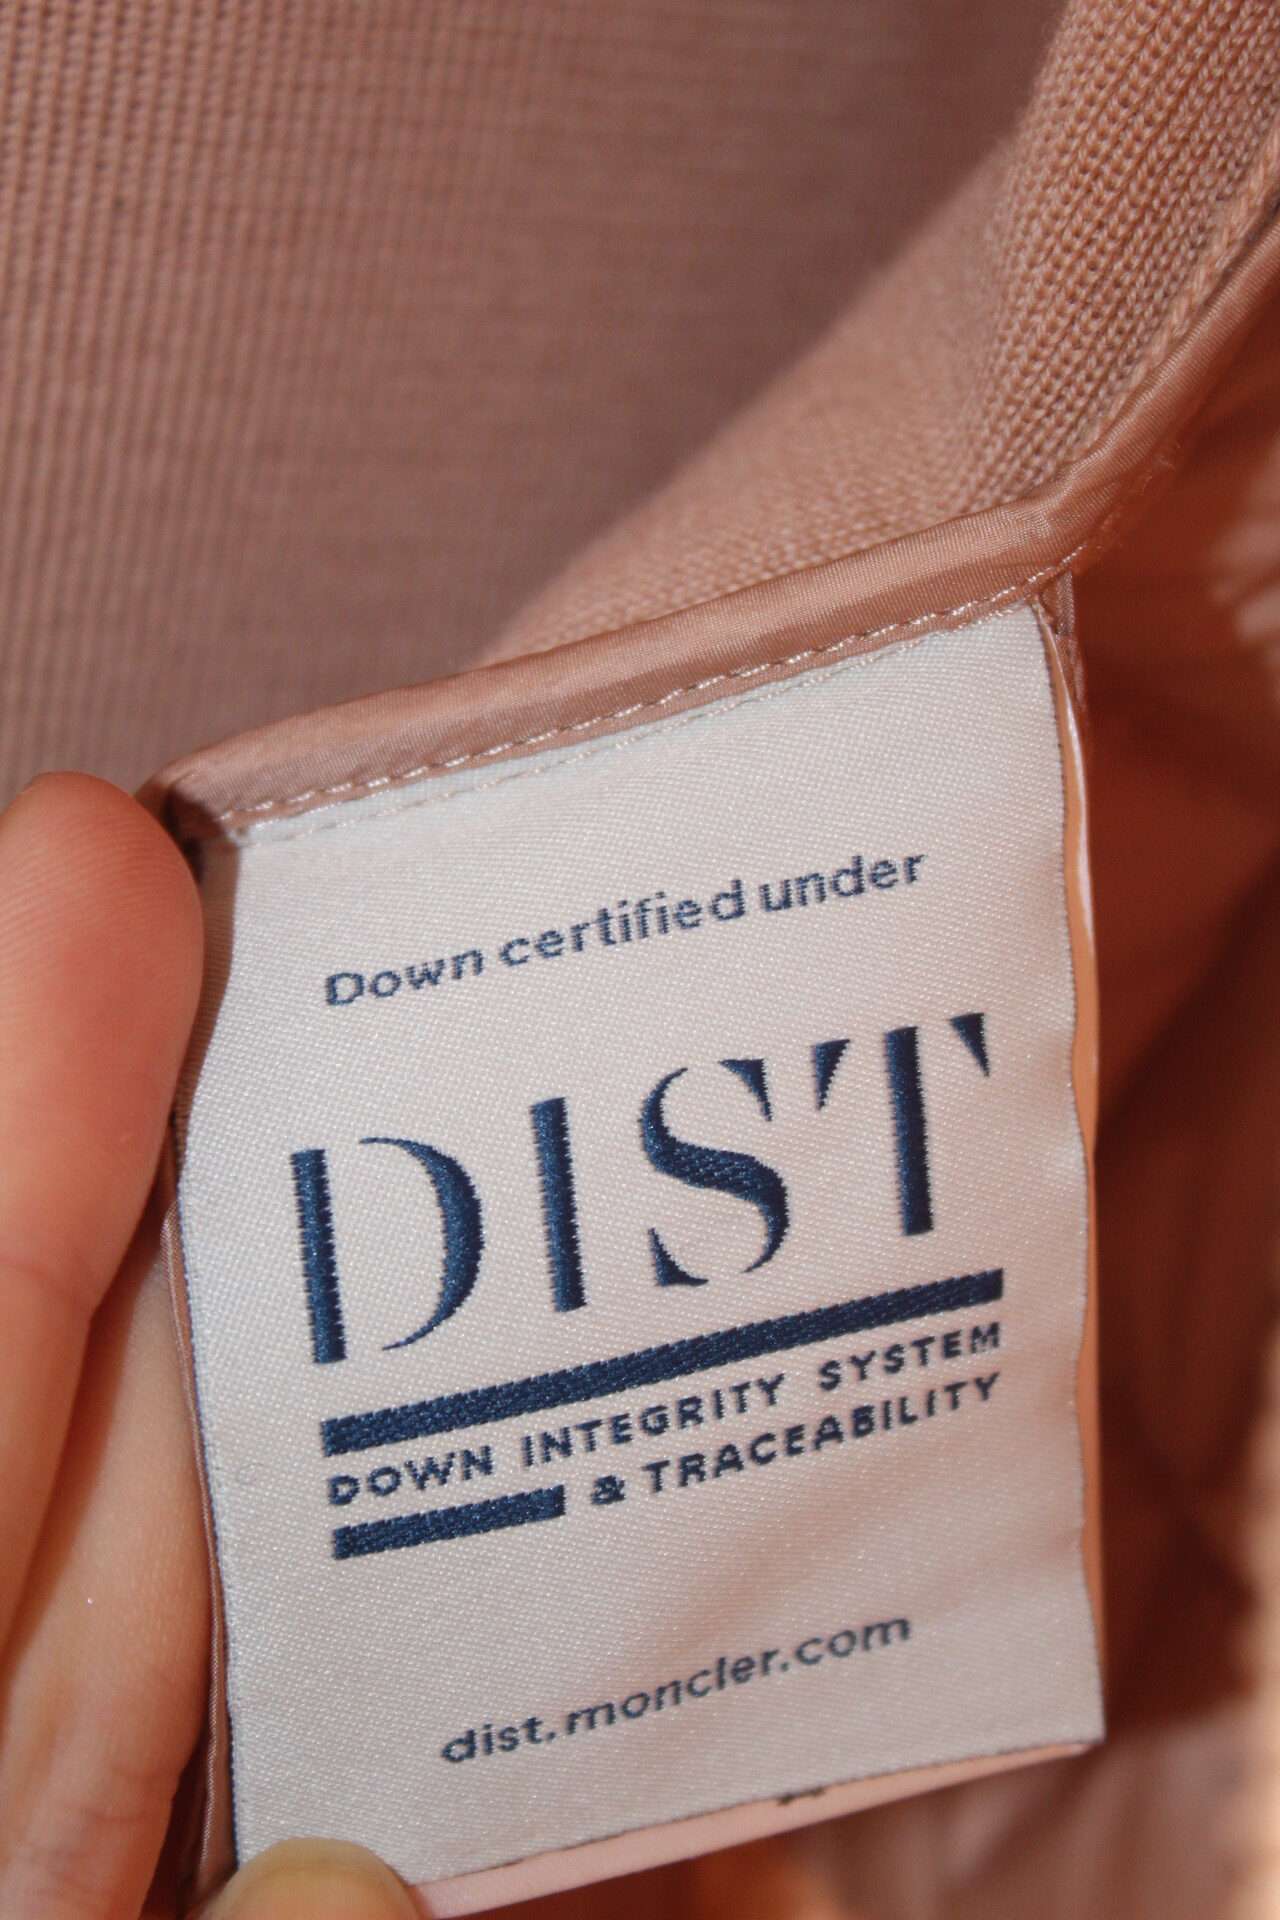 Down certified under
DIST
DOWN INTEGRITY SYSTEM
& TRACEABILITY
dist.moncler.com